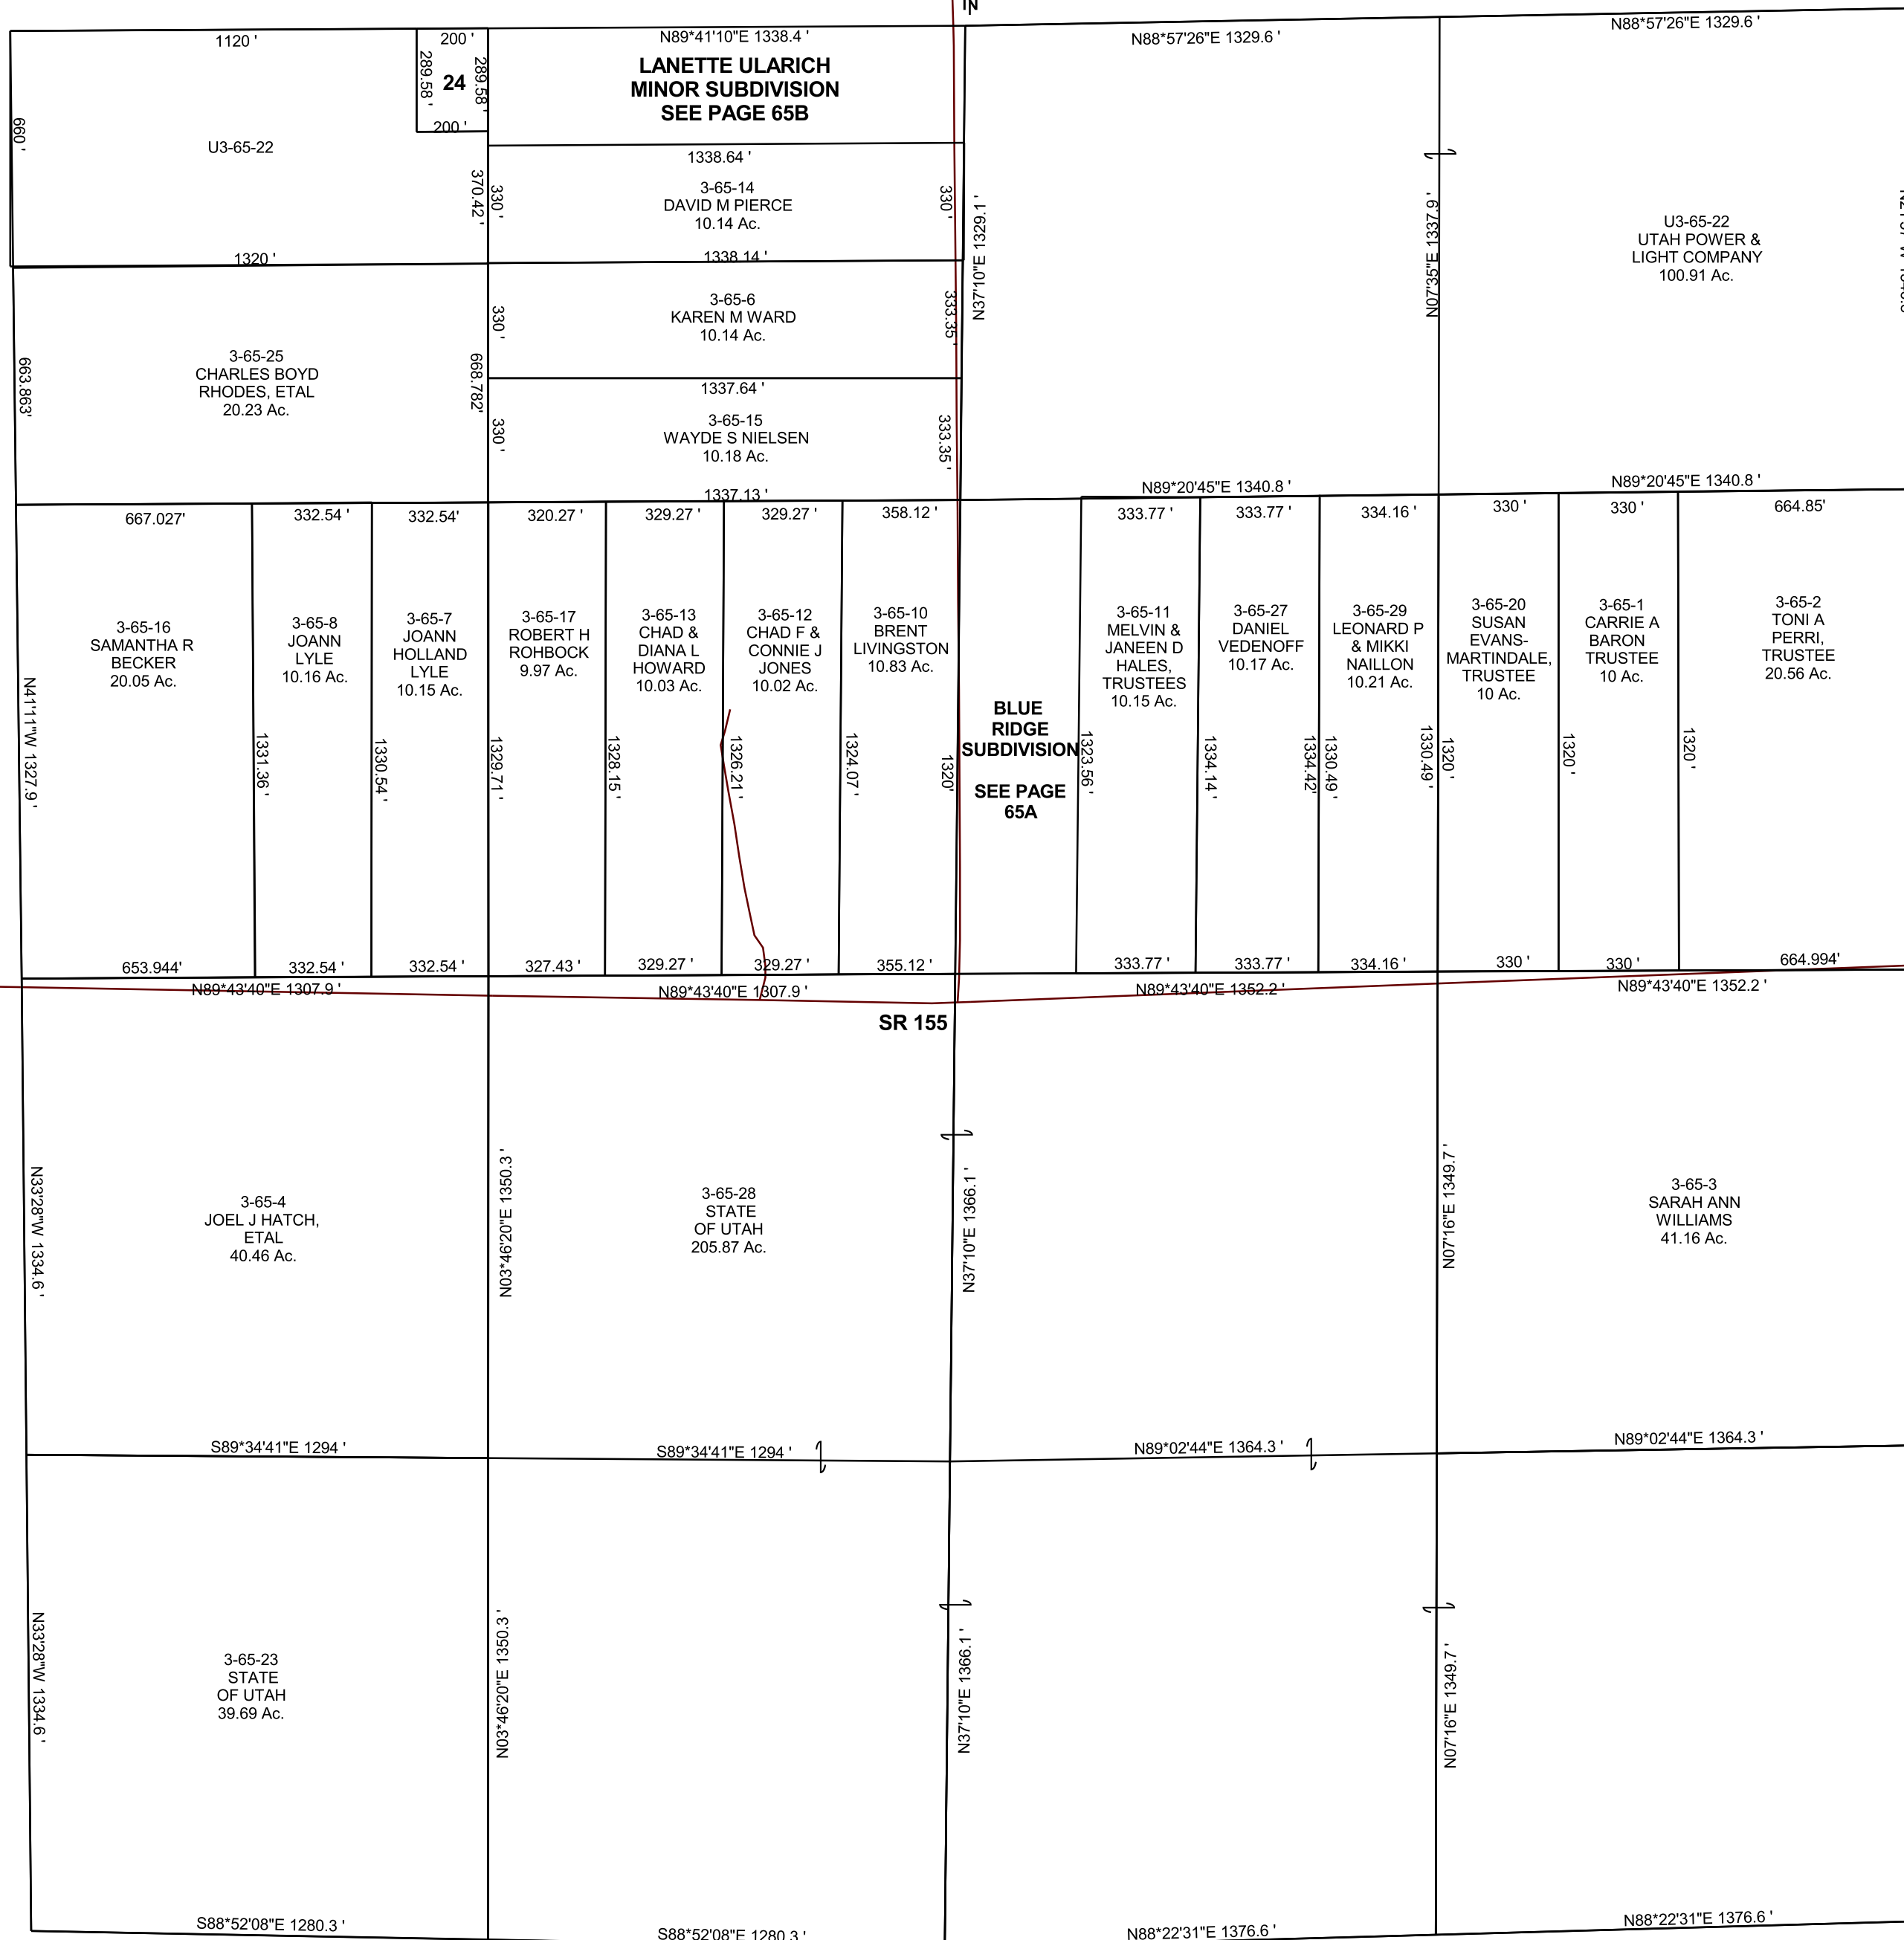 N
N89*41'10"E 1338.4 '
N88*57'26"E 1329.6 '
N88*57'26"E 1329.6 '
1120 '
200 '
289.58 '
24
289.58 '
200 '
LANETTE ULARICH
MINOR SUBDIVISION
SEE PAGE 65B
660 '
U3-65-22
370.42 '
1320 '
1338.64 '
330 '
3-65-14
DAVID M PIERCE
10.14 Ac.
330 '
1338.14 '
N37'10"E 1329.1 '
N07'35"E 1337.9 '
U3-65-22
UTAH POWER &
LIGHT COMPANY
100.91 Ac.
330 '
3-65-6
KAREN M WARD
10.14 Ac.
333.35 '
1337.64 '
663.863'
3-65-25
CHARLES BOYD
RHODES, ETAL
20.23 Ac.
668.782'
330 '
3-65-15
WAYDE S NIELSEN
10.18 Ac.
333.35 '
1337.13 '
N89*20'45"E 1340.8 '
N89*20'45"E 1340.8 '
667.027'
332.54 '
332.54'
320.27 '
329.27 '
329.27 '
358.12 '
333.77 '
333.77 '
334.16 '
330 '
330 '
664.85'
3-65-16
SAMANTHA R
BECKER
20.05 Ac.
3-65-8
JOANN
LYLE
10.16 Ac.
3-65-7
JOANN
HOLLAND
LYLE
10.15 Ac.
3-65-17
ROBERT H
ROHBOCK
9.97 Ac.
3-65-13
CHAD &
DIANA L
HOWARD
10.03 Ac.
3-65-12
CHAD F &
CONNIE J
JONES
10.02 Ac.
3-65-10
BRENT
LIVINGSTON
10.83 Ac.
BLUE
RIDGE
SUBDIVISION
SEE PAGE
65A
3-65-11
MELVIN &
JANEEN D
HALES,
TRUSTEES
10.15 Ac.
3-65-27
DANIEL
VEDENOFF
10.17 Ac.
3-65-29
LEONARD P
& MIKKI
NAILLON
10.21 Ac.
3-65-20
SUSAN
EVANS-
MARTINDALE,
TRUSTEE
10 Ac.
3-65-1
CARRIE A
BARON
TRUSTEE
10 Ac.
3-65-2
TONI A
PERRI,
TRUSTEE
20.56 Ac.
N41'11"W 1327.9 '
1331.36 '
1330.54 '
1329.71 '
1328.15 '
1326.21 '
1324.07 '
1320'
1323.56 '
1334.14 '
1334.42'
1330.49 '
1330.49 '
1320 '
1320 '
1320 '
653.944'
332.54 '
332.54 '
327.43 '
329.27 '
329.27 '
355.12 '
333.77 '
333.77 '
334.16 '
330 '
330 '
664.994'
N89*43'40"E 1307.9 '
N89*43'40"E 1307.9 '
N89*43'40"E 1352.2 '
N89*43'40"E 1352.2 '
SR 155
N33'28"W 1334.6 '
3-65-4
JOEL J HATCH,
ETAL
40.46 Ac.
N03*46'20"E 1350.3 '
3-65-28
STATE
OF UTAH
205.87 Ac.
N37'10"E 1366.1 '
N07'16"E 1349.7 '
3-65-3
SARAH ANN
WILLIAMS
41.16 Ac.
S89*34'41"E 1294 '
S89*34'41"E 1294 '
N89*02'44"E 1364.3 '
N89*02'44"E 1364.3 '
N33'28"W 1334.6 '
3-65-23
STATE
OF UTAH
39.69 Ac.
N03*46'20"E 1350.3 '
N37'10"E 1366.1 '
N07'16"E 1349.7 '
S88*52'08"E 1280.3 '
S88*52'08"E 1280.3 '
N88*22'31"E 1376.6 '
N88*22'31"E 1376.6 '